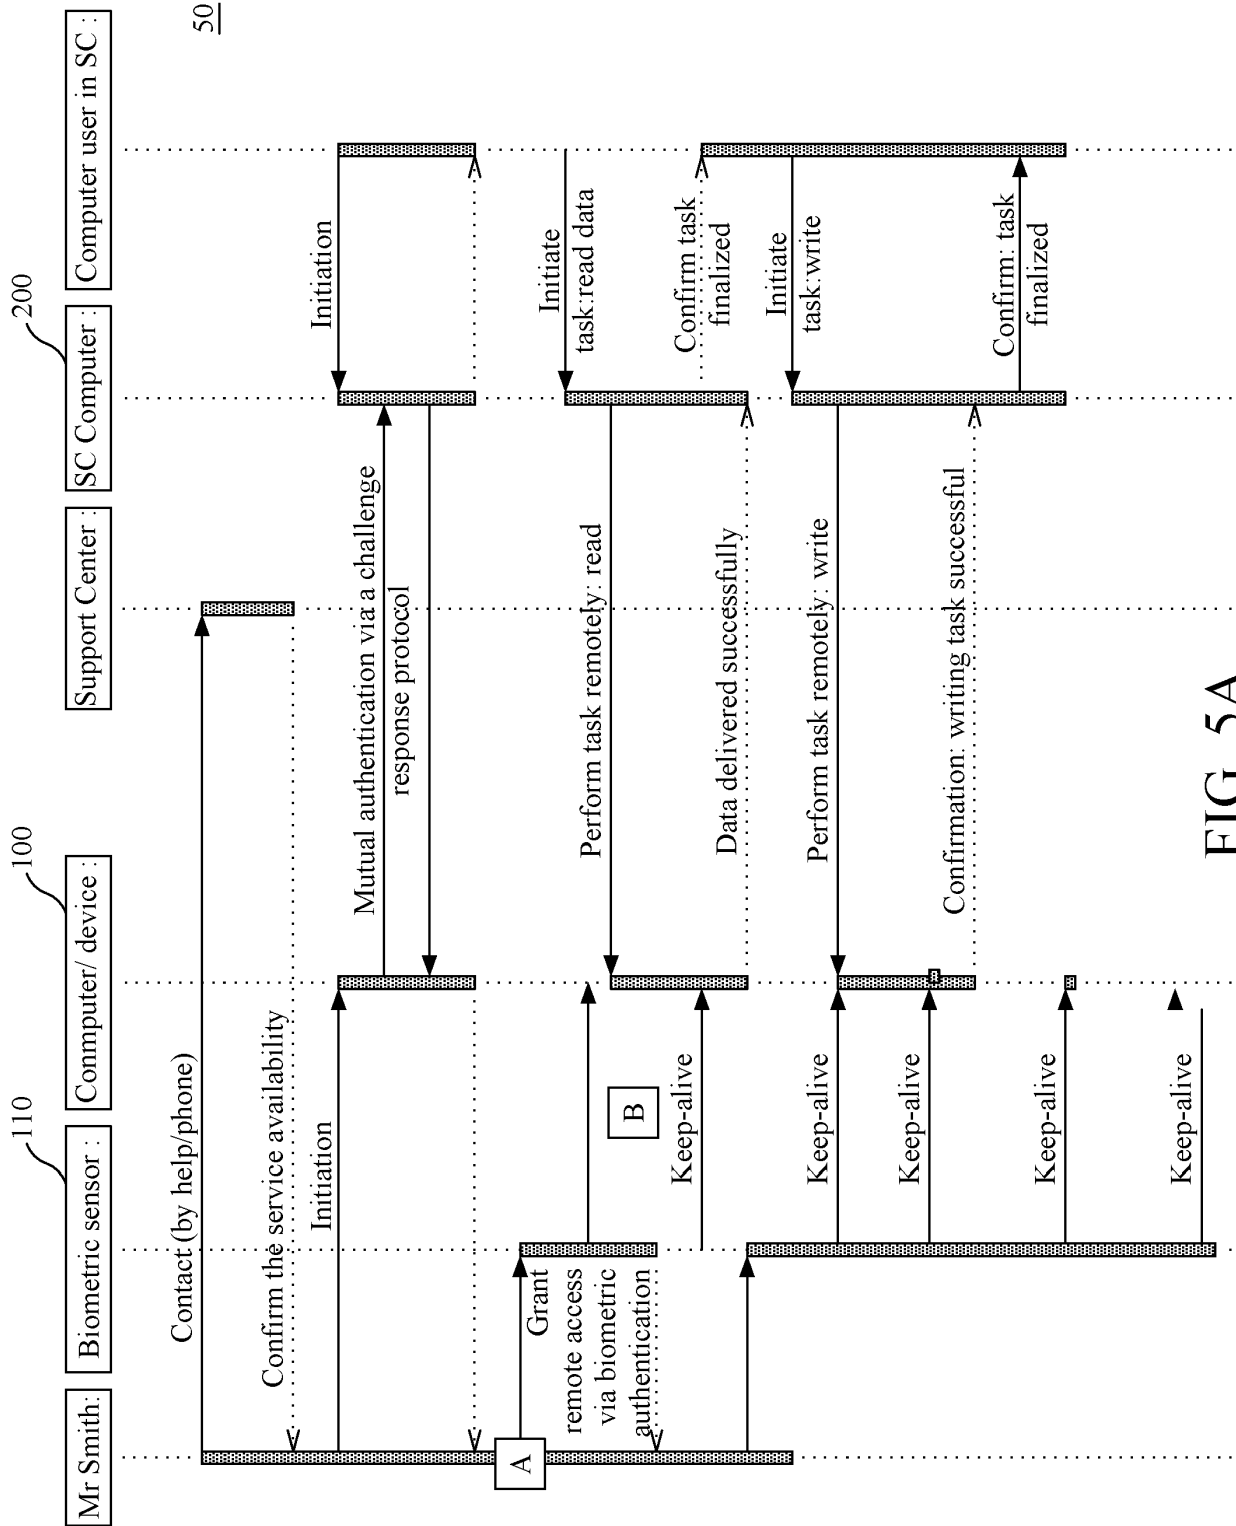 50
200
100
110
Mr Smith:
Biometric sensor :
Conmputer/ device :
Support Center :
SC Computer :
Computer user in SC :
Contact (by help/phone)
Confirm the service availability
Initiation
Initiation
Mutual authentication via a challenge
response protocol
A
Grant
remote access
via biometric
authentication
B
Initiate
task:read data
Perform task remotely: read
Keep-alive
Confirm task
finalized
Data delivered successfully
Initiate
task:write
Perform task remotely: write
Keep-alive
Keep-alive
Confirmation: writing task successful
Confirm: task
finalized
Keep-alive
Keep-alive
FIG. 5A